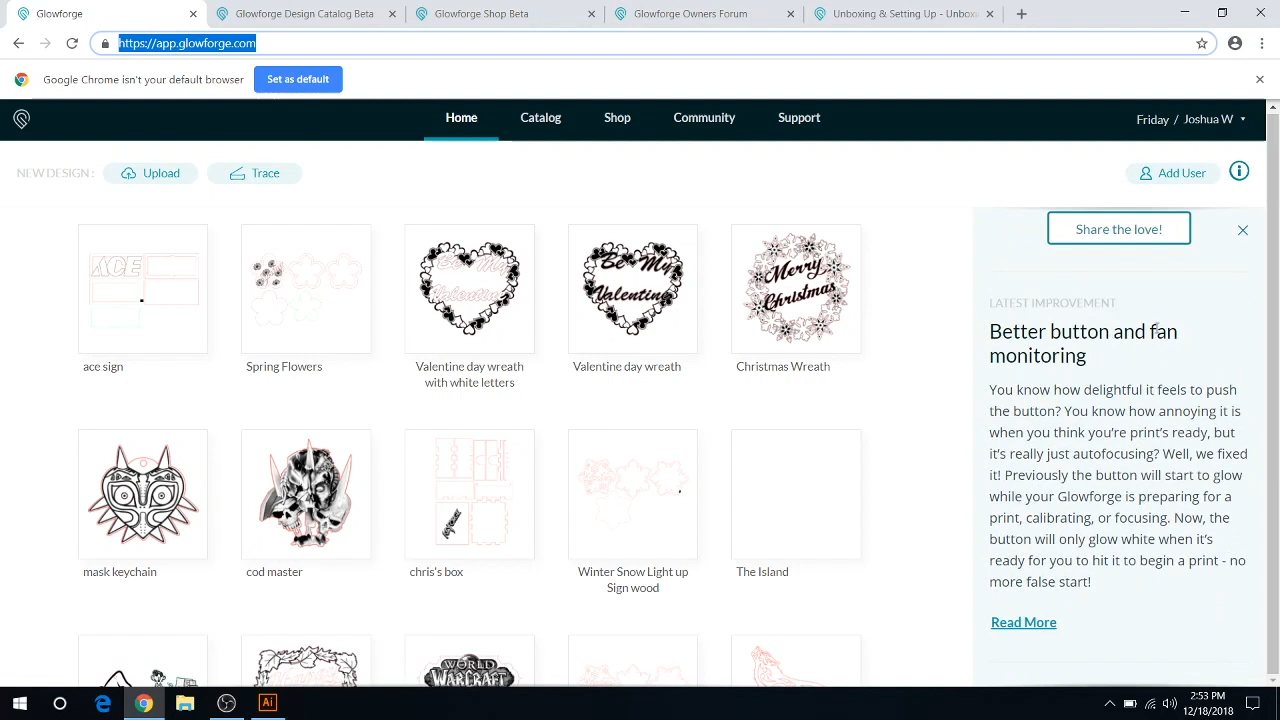 Glowforge
Glowforge Design Catalog Beta
Glowforge Shop Beta
Glowforge Owners Forum
Unboxing & Setting Up - Unbox
https://app.glowforge.com
Google Chrome isn't your default browser
Set as default
Home
Catalog
Shop
Community
Support
Friday / Joshua W
NEW DESIGN :
Upload
Trace
Add User
Share the love!
ACE
Be My
Valentine
Be My
Valentine
Merry
Christmas
ace sign
Spring Flowers
Valentine day wreath
with white letters
Valentine day wreath
Christmas Wreath
LATEST IMPROVEMENT
Better button and fan
monitoring
You know how delightful it feels to push
the button? You know how annoying it is
when you think you're print's ready, but
it's really just autofocusing? Well, we fixed
it! Previously the button will start to glow
while your Glowforge is preparing for a
print, calibrating, or focusing. Now, the
button will only glow white when it's
ready for you to hit it to begin a print - no
more false start!
Read More
mask keychain
cod master
chris's box
Winter Snow Light up
Sign wood
The Island
WORLD
WARCRAFT
Ai
2:53 PM
12/18/2018